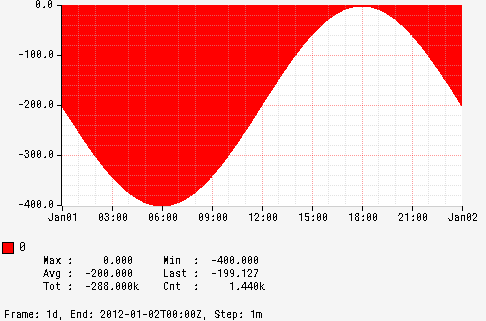 0.0
-100.0
-200.0
-300.0
-400.0
Jan01 03:00 06:00 09:00 12:00 15:00 18:00 21:00 Jan02
0
Max : 0.000 Min : -400.000
Avg : -200.000 Last : -199.127
Tot : -288.000k Cnt : 1.440k
Frame: 1d, End: 2012-01-02T00:00Z, Step: 1m